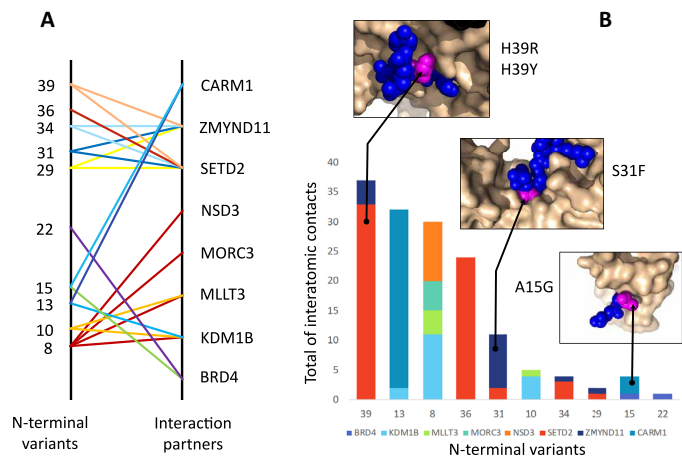 A
B
39
36
34
31
29
22
15
13
10
8
CARM1
ZMYND11
SETD2
NSD3
MORC3
MLLT3
KDM1B
BRD4
N-terminal
variants
Interaction
partners
H39R
H39Y
S31F
A15G
Total of interatomic contacts
40
35
30
25
20
15
10
5
0
39 13 8 36 31 10 34 29 15 22
BRD4 KDM1B MLLT3 MORC3 NSD3 SETD2 ZMYND11 CARM1
N-terminal variants